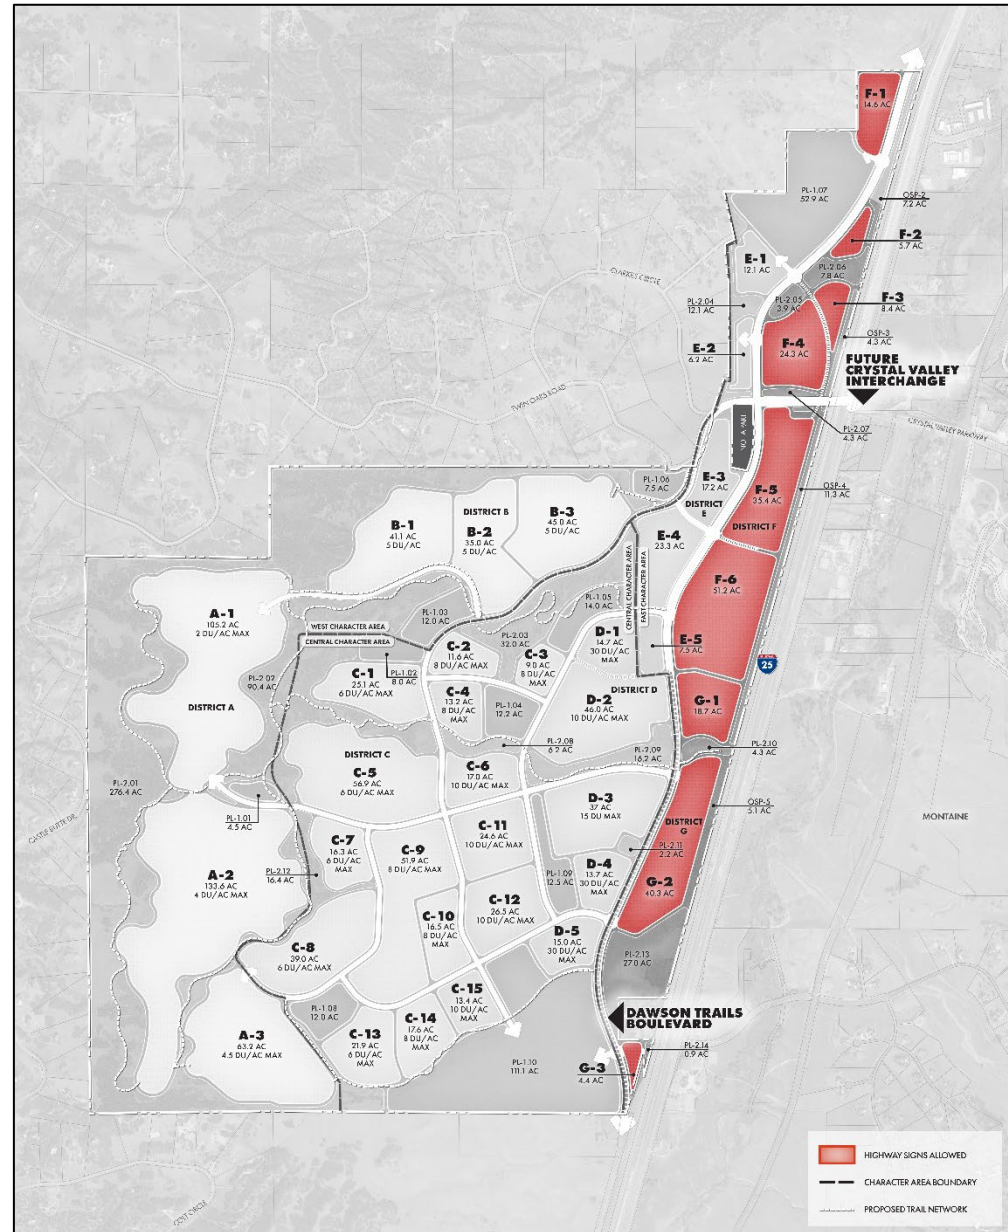 F-1
14.6 AC
PL-1.07
52.9 AC
OSP-2
7.2 AC
F-2
5.7 AC
E-1
12.1 AC
PL-2.06
7.8 AC
CLARKES CIRCLE
PL-2.04
12.1 AC
PL-2.05
3.9 AC
F-3
8.4 AC
F-4
24.3 AC
OSP-3
4.3 AC
E-2
6.2 AC
FUTURE
CRYSTAL VALLEY
INTERCHANGE
TWIN OAKS ROAD
NOT A PART
PL-2.07
4.3 AC
CRYSTAL VALLEY PARKWAY
PL-1.06
7.5 AC
E-3
17.2 AC
DISTRICT
E
F-5
35.4 AC
DISTRICT F
OSP-4
11.3 AC
B-1
41.1 AC
5 DU/AC
DISTRICT B
B-2
35.0 AC
5 DU/AC
B-3
45.0 AC
5 DU/AC
E-4
23.3 AC
CENTRAL CHARACTER AREA
EAST CHARACTER AREA
F-6
51.2 AC
A-1
105.2 AC
2 DU/AC MAX
PL-1.03
12.0 AC
PL-1.05
14.0 AC
WEST CHARACTER AREA
CENTRAL CHARACTER AREA
PL-2.03
32.0 AC
D-1
14.7 AC
30 DU/AC
MAX
E-5
7.5 AC
25
C-2
11.6 AC
8 DU/AC MAX
C-3
9.0 AC
8 DU/AC
MAX
PL-2.02
90.4 AC
C-1
25.1 AC
6 DU/AC MAX
PL-1.02
8.0 AC
C-4
13.2 AC
8 DU/AC
MAX
PL-1.04
12.2 AC
DISTRICT D
D-2
46.0 AC
10 DU/AC MAX
G-1
18.7 AC
DISTRICT A
PL-2.08
6.2 AC
PL-2.09
16.2 AC
PL-2.10
4.3 AC
DISTRICT C
C-5
56.9 AC
6 DU/AC MAX
C-6
17.0 AC
10 DU/AC MAX
PL-2.01
276.4 AC
PL-1.01
4.5 AC
D-3
37 AC
15 DU MAX
DISTRICT
G
OSP-5
5.1 AC
CASTLE BUTTE DR.
MONTAINE
C-7
16.3 AC
6 DU/AC
MAX
C-9
51.9 AC
8 DU/AC MAX
C-11
24.6 AC
10 DU/AC MAX
PL-2.11
2.2 AC
PL-2.12
16.4 AC
PL-1.09
12.5 AC
D-4
13.7 AC
30 DU/AC
MAX
A-2
133.6 AC
4 DU/AC MAX
G-2
40.3 AC
C-10
16.5 AC
8 DU/AC
MAX
C-12
26.5 AC
10 DU/AC MAX
C-8
39.0 AC
6 DU/AC MAX
D-5
15.0 AC
30 DU/AC
MAX
PL-2.13
27.0 AC
PL-1.08
12.0 AC
C-15
13.4 AC
10 DU/AC
MAX
C-14
17.6 AC
8 DU/AC
MAX
DAWSON TRAILS
BOULEVARD
A-3
63.2 AC
4.5 DU/AC MAX
C-13
21.9 AC
6 DU/AC
MAX
PL-1.10
111.1 AC
PL-2.14
0.9 AC
G-3
4.4 AC
COLT CIRCLE
HIGHWAY SIGNS ALLOWED
CHARACTER AREA BOUNDARY
PROPOSED TRAIL NETWORK